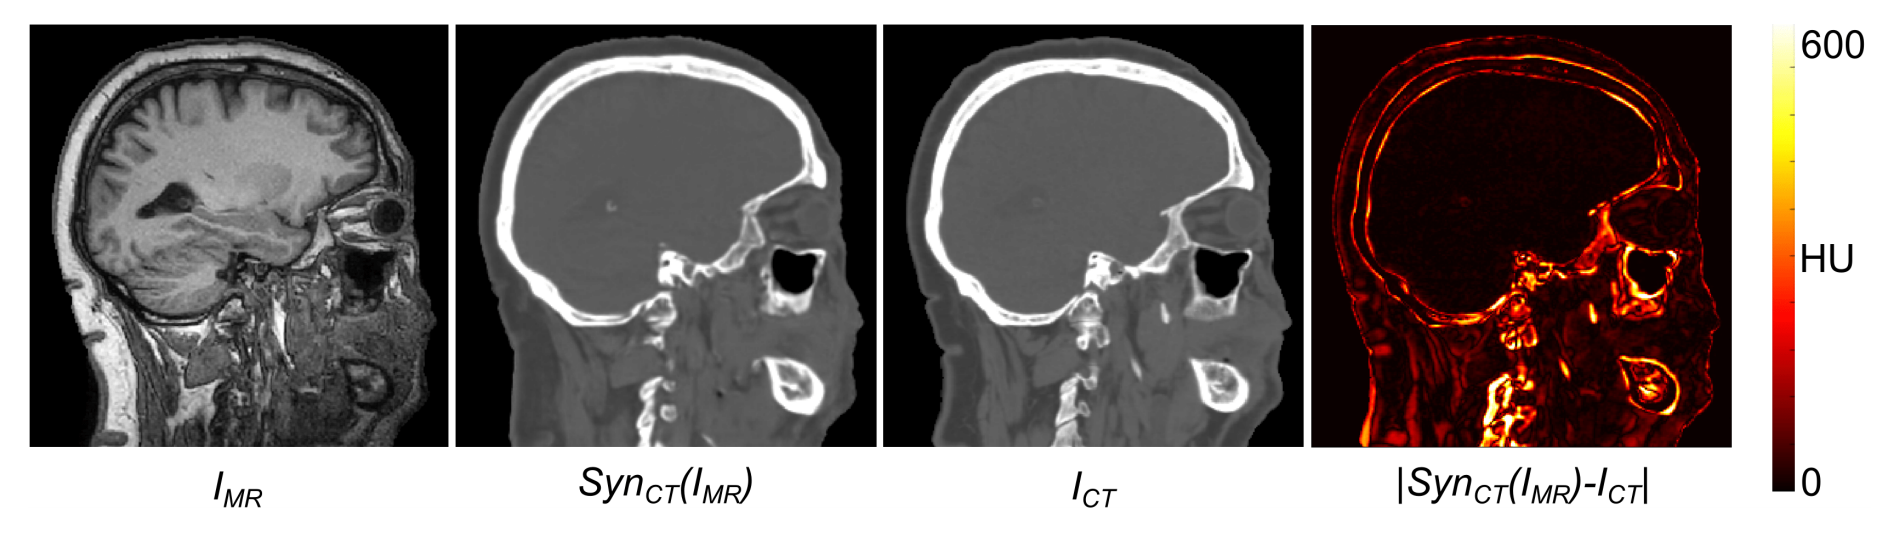 600
HU
0
I_MR
Syn_CT(I_MR)
I_CT
|Syn_CT(I_MR)-I_CT|